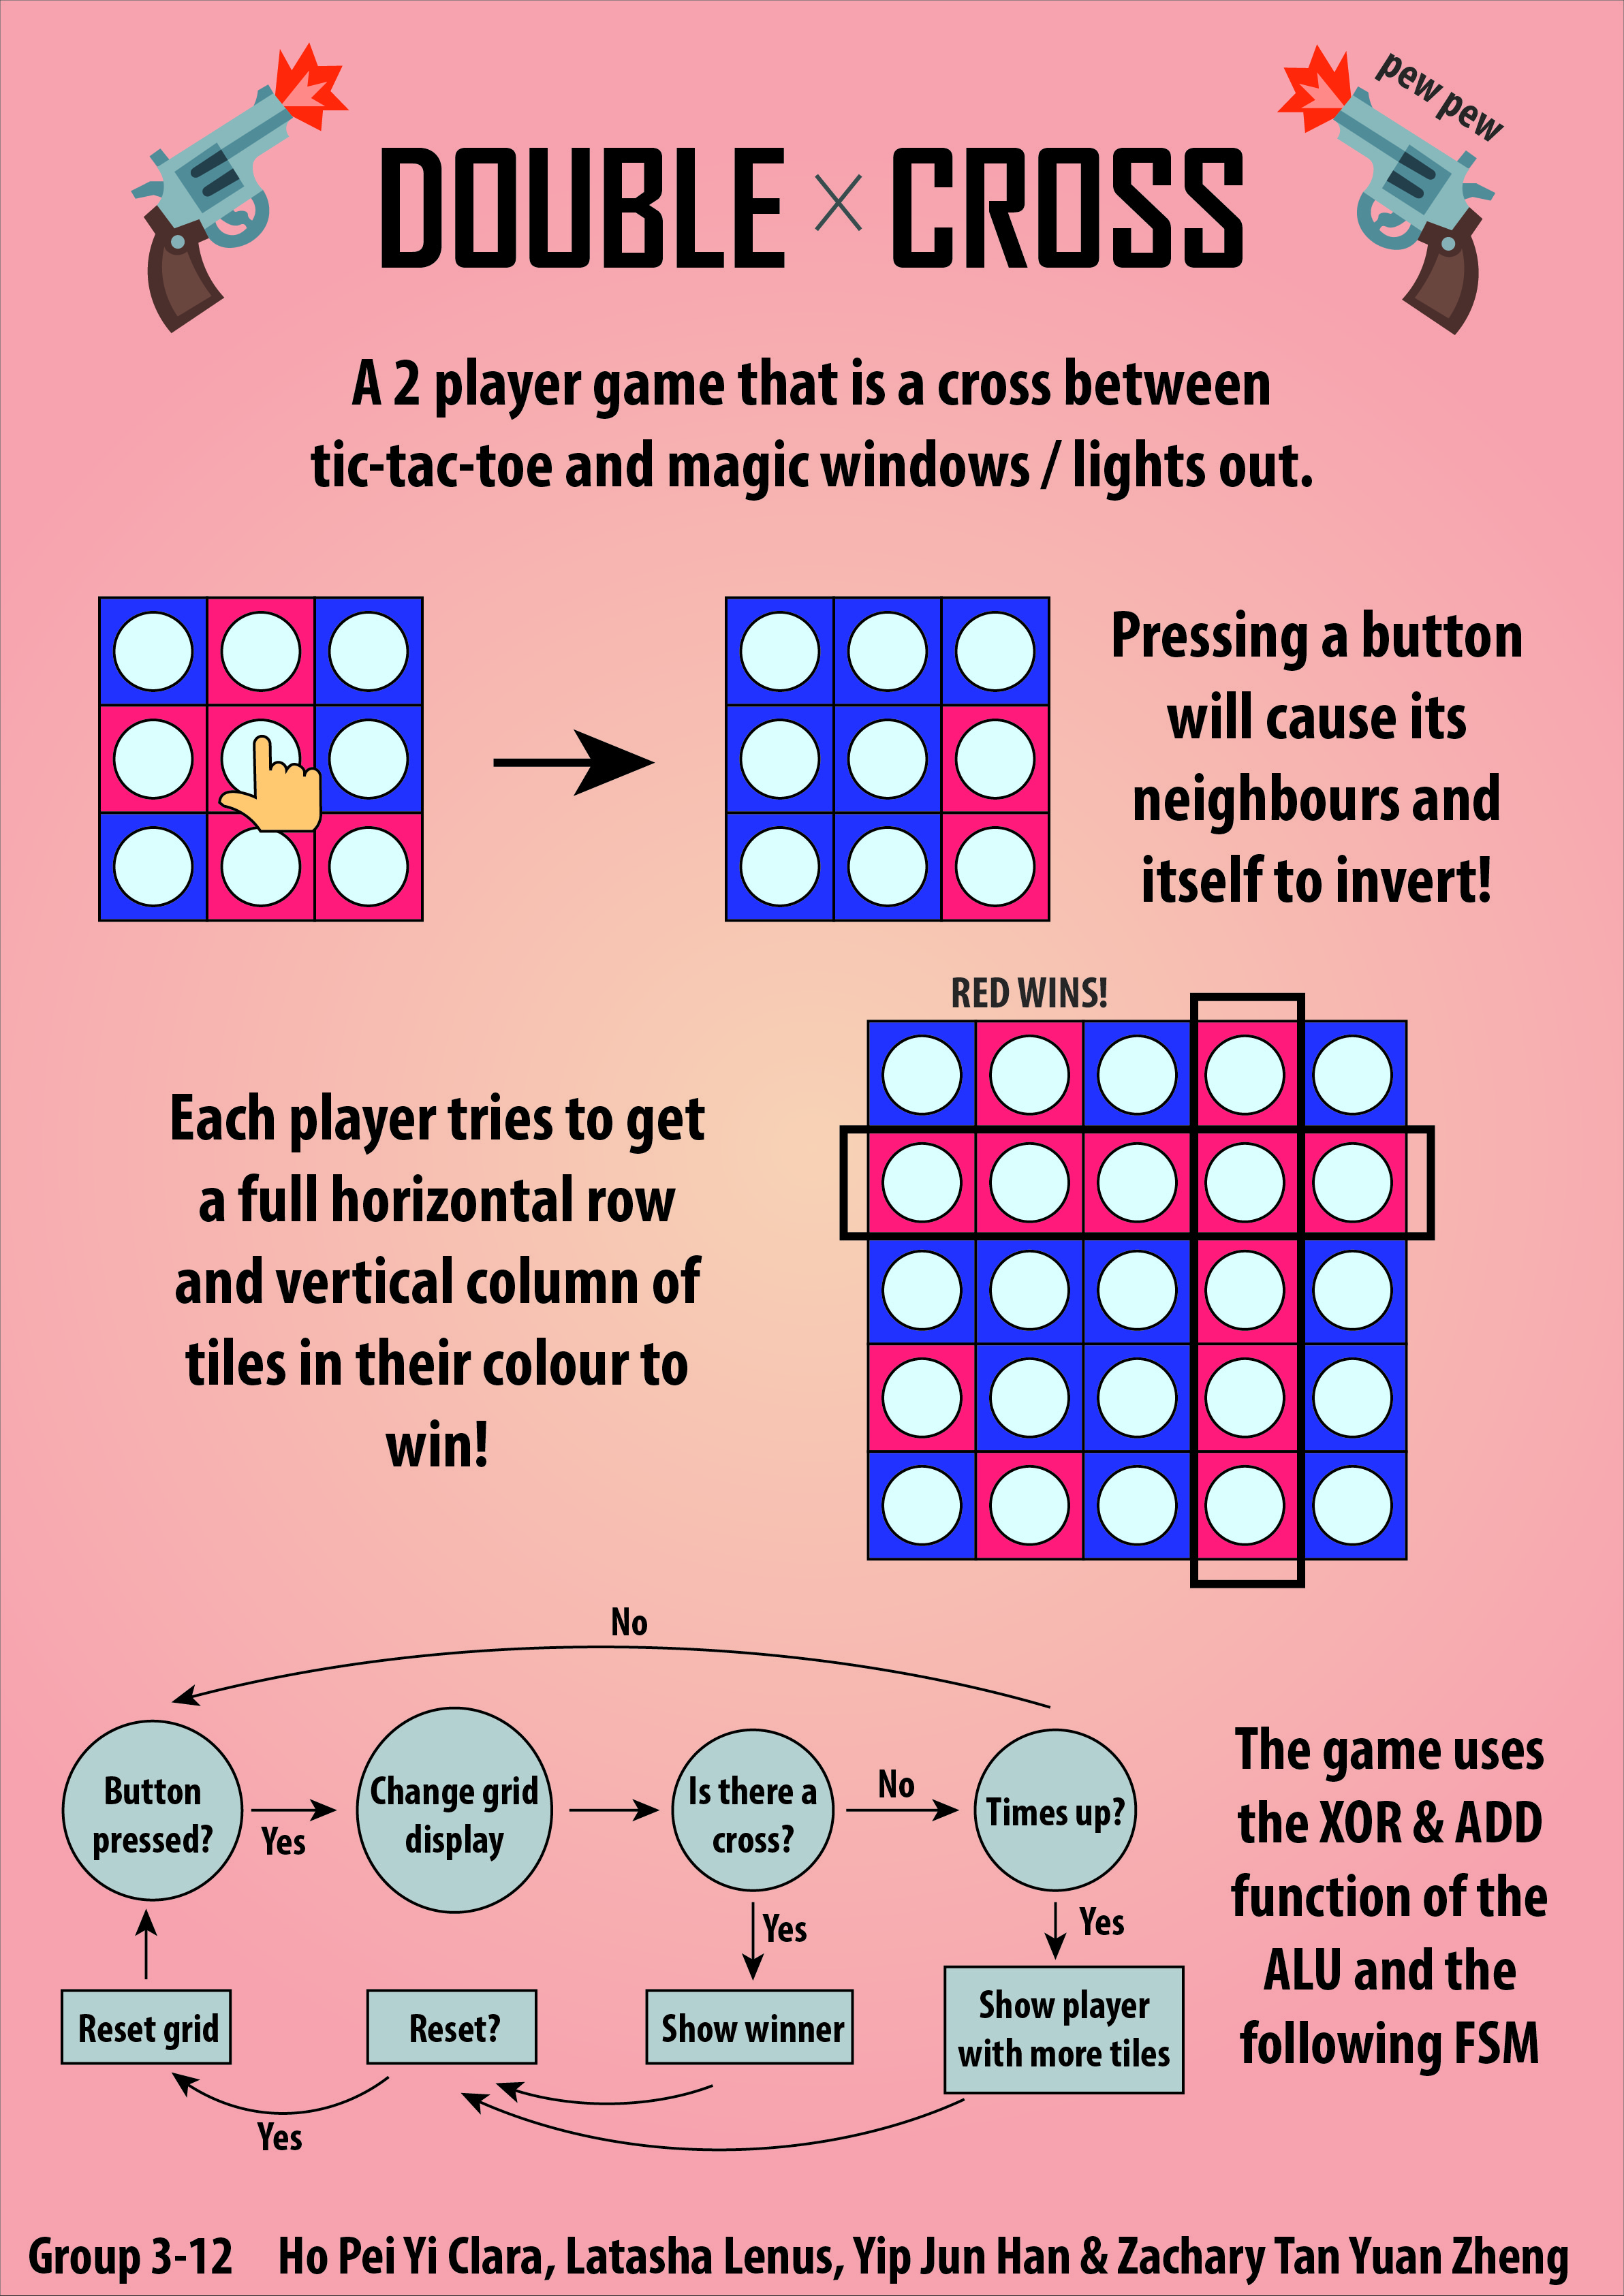 pew pew
DOUBLE × CROSS
A 2 player game that is a cross between
tic-tac-toe and magic windows / lights out.
Pressing a button
will cause its
neighbours and
itself to invert!
RED WINS!
Each player tries to get
a full horizontal row
and vertical column of
tiles in their colour to
win!
No
Button
pressed?
Yes
Change grid
display
Is there a
cross?
No
Times up?
Yes
Yes
Reset grid
Reset?
Show winner
Show player
with more tiles
Yes
The game uses
the XOR & ADD
function of the
ALU and the
following FSM
Group 3-12 Ho Pei Yi Clara, Latasha Lenus, Yip Jun Han & Zachary Tan Yuan Zheng